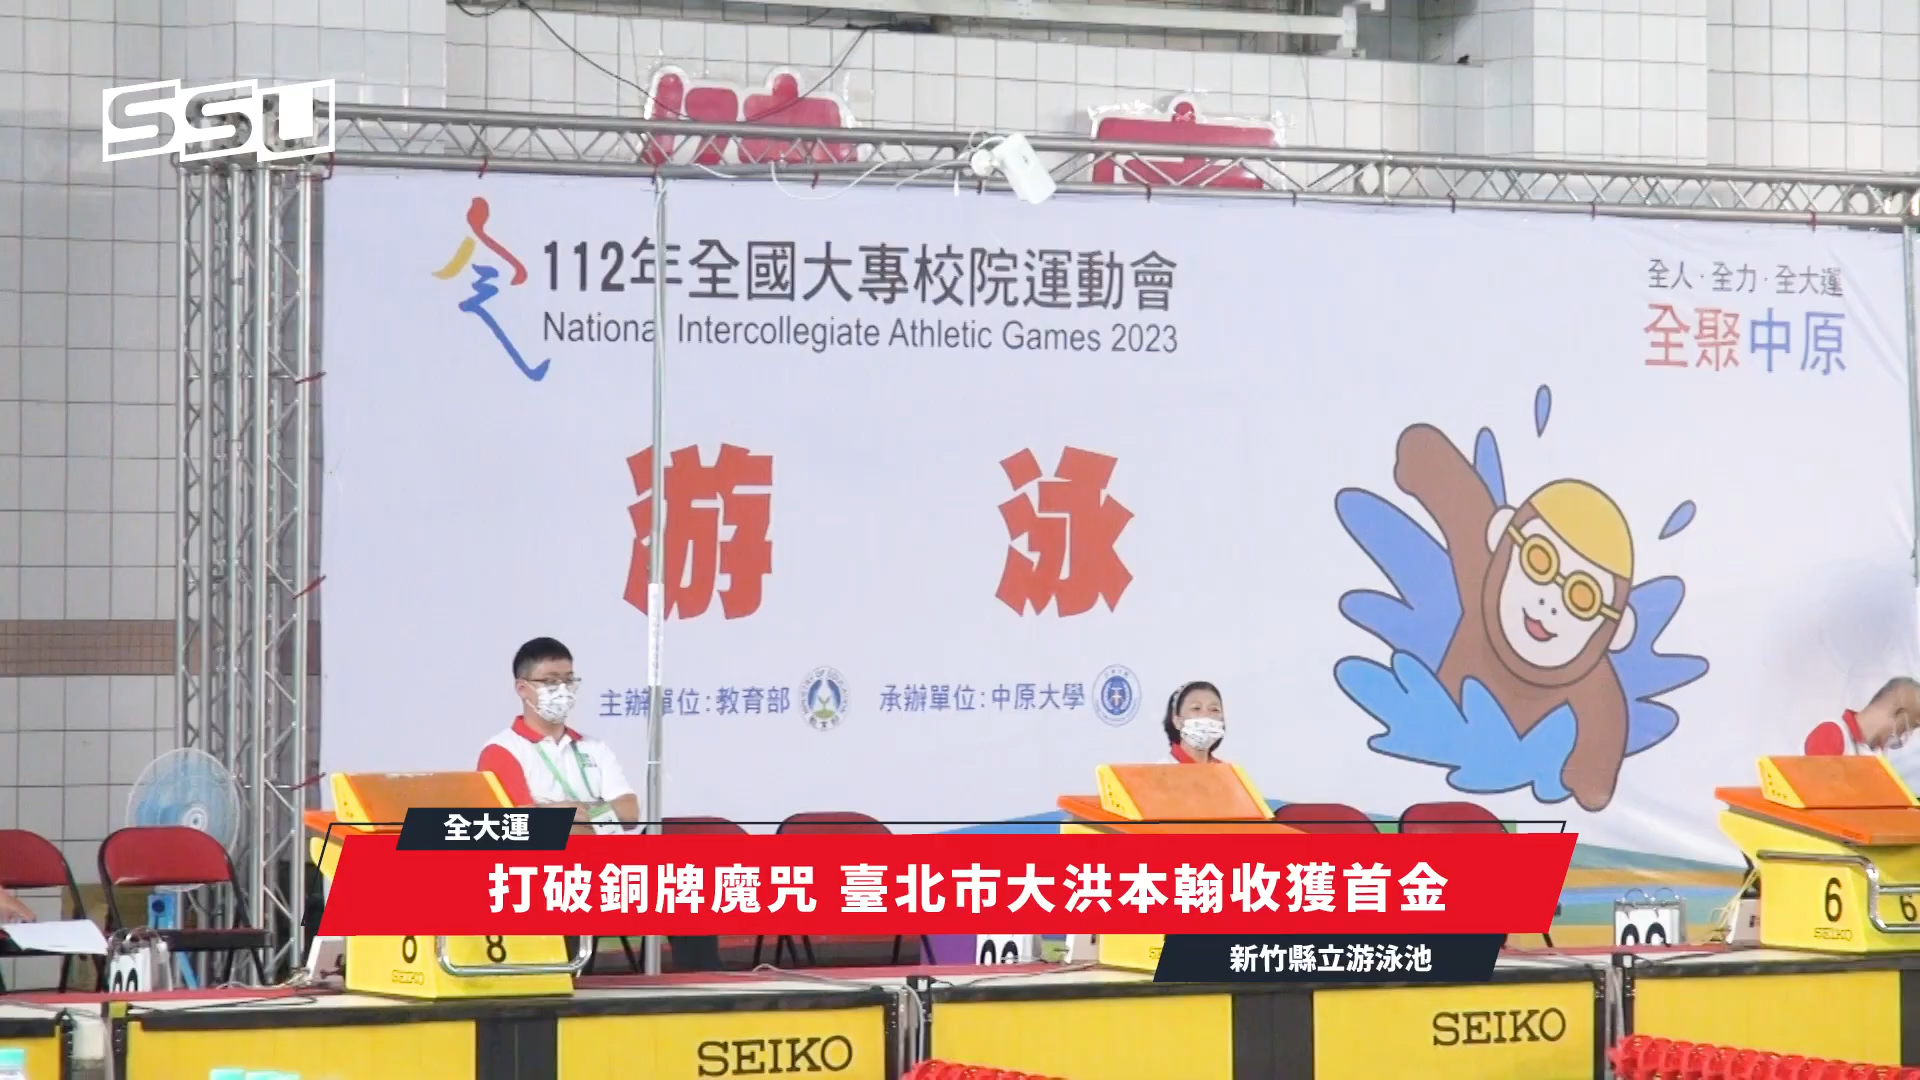 SSU
112年全國大專校院運動會
National Intercollegiate Athletic Games 2023
全人·全力·全大運
全聚中原
游泳
主辦單位:教育部
承辦單位:中原大學
全大運
打破銅牌魔咒 臺北市大洪本翰收獲首金
新竹縣立游泳池
8 8
SEIKO
6 6
SEIKO
SEIKO
SEIKO